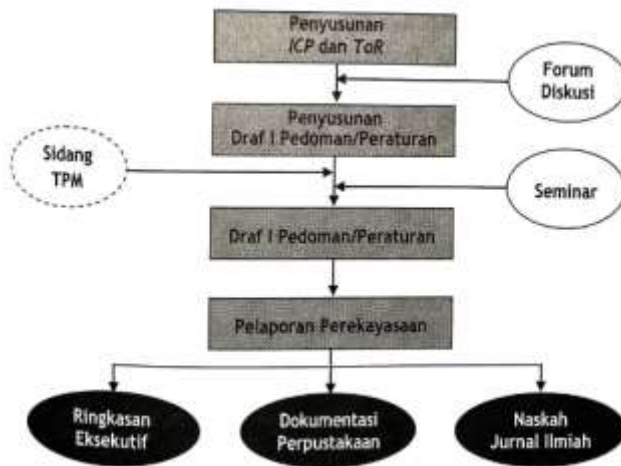 Penyusunan
ICP dan ToR
Forum
Diskusi
Penyusunan
Draf I Pedoman/Peraturan
Sidang
TPM
Seminar
Draf I Pedoman/Peraturan
Pelaporan Perekayasaan
Ringkasan
Eksekutif
Dokumentasi
Perpustakaan
Naskah
Jurnal Ilmiah